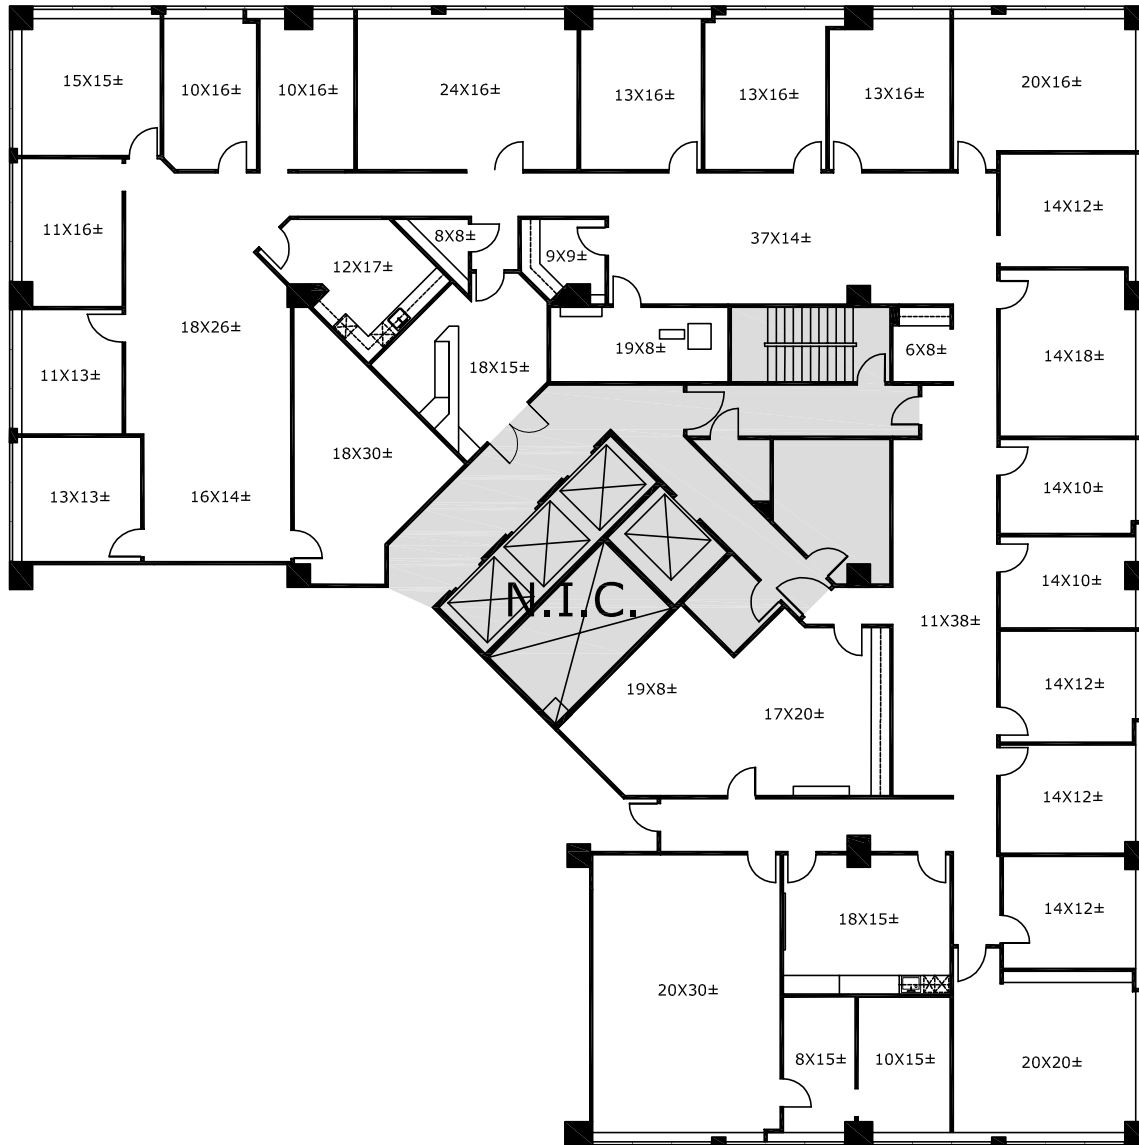 15X15±
10X16±
10X16±
24X16±
13X16±
13X16±
13X16±
20X16±
11X16±
8X8±
9X9±
37X14±
14X12±
12X17±
18X26±
18X15±
19X8±
6X8±
14X18±
11X13±
18X30±
13X13±
16X14±
14X10±
N.I.C.
14X10±
11X38±
19X8±
17X20±
14X12±
14X12±
14X12±
18X15±
20X30±
8X15±
10X15±
20X20±